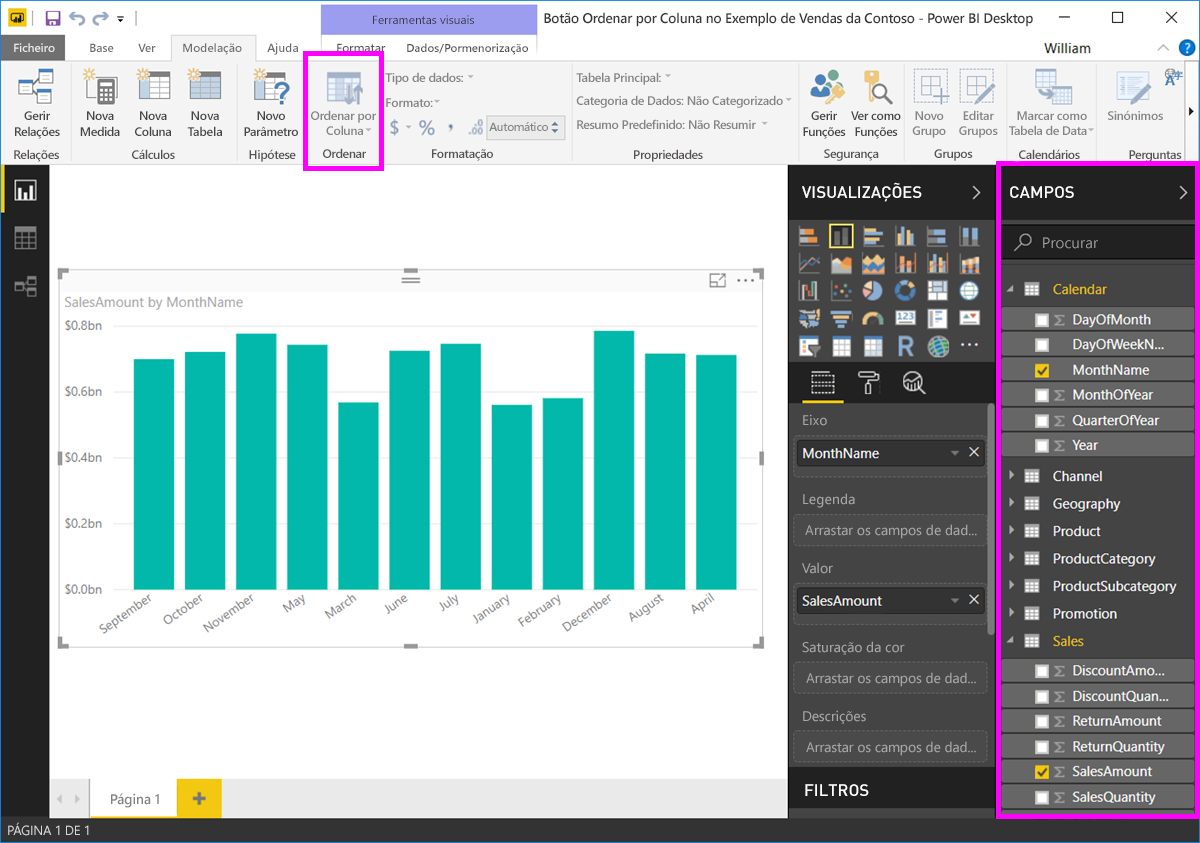 Ferramentas visuais
Botão Ordenar por Coluna no Exemplo de Vendas da Contoso - Power BI Desktop
Ficheiro Base Ver Modelação Ajuda Formatar Dados/Pormenorização William
Gerir Relações
Relações
Nova Medida
Nova Coluna
Nova Tabela
Cálculos
Novo Parâmetro
Hipótese
Ordenar por Coluna
Ordenar
Tipo de dados:
Formato:
$ % , .00 Automático
Formatação
Tabela Principal:
Categoria de Dados: Não Categorizado
Resumo Predefinido: Não Resumir
Propriedades
Gerir Funções
Ver como Funções
Segurança
Novo Grupo
Editar Grupos
Grupos
Marcar como Tabela de Data
Calendários
Sinónimos
Perguntas
SalesAmount by MonthName
$0.8bn
$0.6bn
$0.4bn
$0.2bn
$0.0bn
September
October
November
May
March
June
July
January
February
December
August
April
VISUALIZAÇÕES
123
R
Eixo
MonthName
Legenda
Arrastar os campos de dad...
Valor
SalesAmount
Saturação da cor
Arrastar os campos de dad...
Descrições
Arrastar os campos de dad...
FILTROS
CAMPOS
Procurar
Calendar
DayOfMonth
DayOfWeekN...
MonthName
MonthOfYear
QuarterOfYear
Year
Channel
Geography
Product
ProductCategory
ProductSubcategory
Promotion
Sales
DiscountAmo...
DiscountQuan...
ReturnAmount
ReturnQuantity
SalesAmount
SalesQuantity
Página 1
PÁGINA 1 DE 1